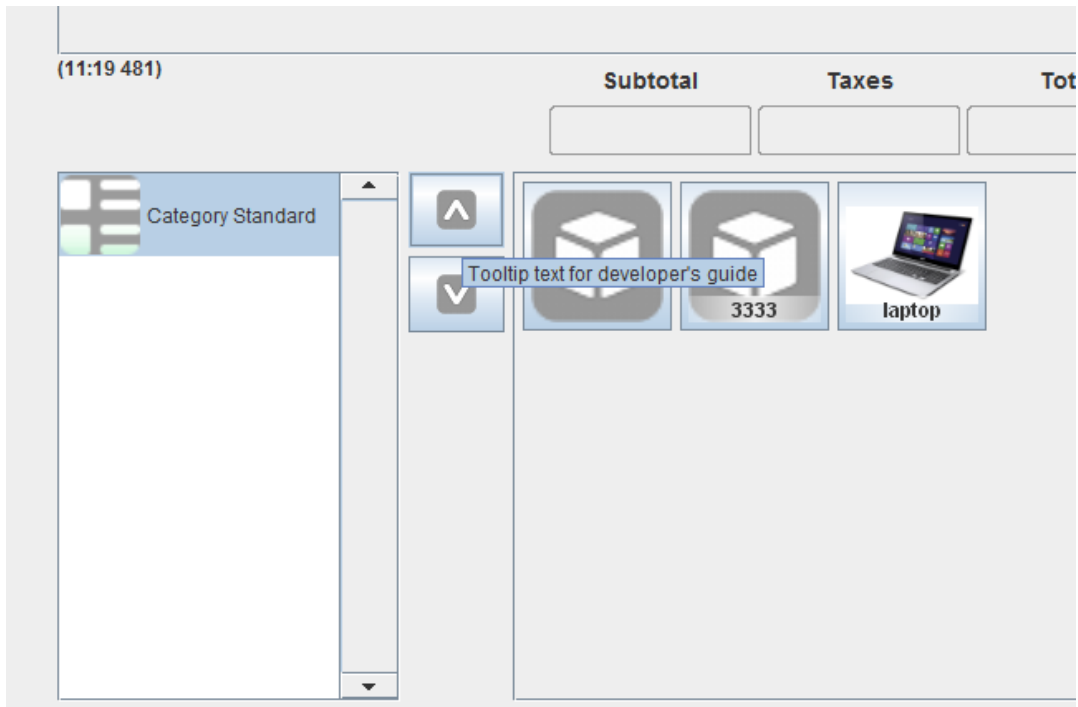 (11:19 481)
Subtotal Taxes Tot
Category Standard
Tooltip text for developer's guide
3333 laptop